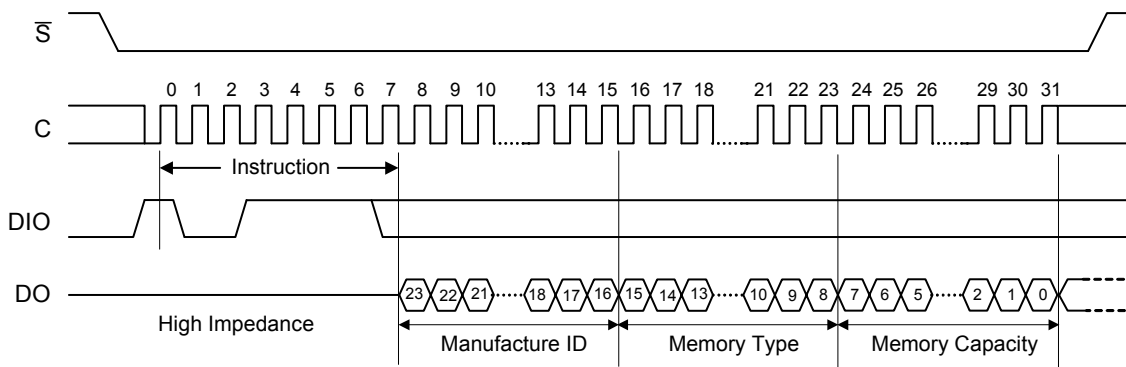 S̅
0 1 2 3 4 5 6 7 8 9 10 13 14 15 16 17 18 21 22 23 24 25 26 29 30 31
C
Instruction
DIO
DO
23 22 21 18 17 16 15 14 13 10 9 8 7 6 5 2 1 0
High Impedance
Manufacture ID
Memory Type
Memory Capacity